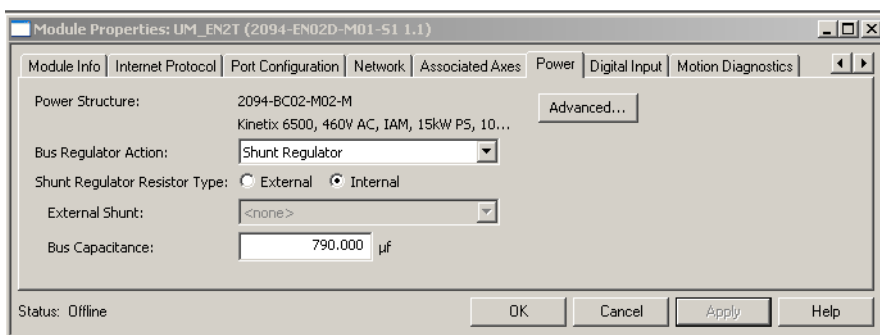 Module Properties: UM_EN2T (2094-EN02D-M01-S1 1.1)
Module Info Internet Protocol Port Configuration Network Associated Axes Power Digital Input Motion Diagnostics
Power Structure: 2094-BC02-M02-M Advanced...
Kinetix 6500, 460V AC, IAM, 15kW PS, 10...
Bus Regulator Action: Shunt Regulator
Shunt Regulator Resistor Type: External Internal
External Shunt: <none>
Bus Capacitance: 790.000 µf
Status: Offline OK Cancel Apply Help